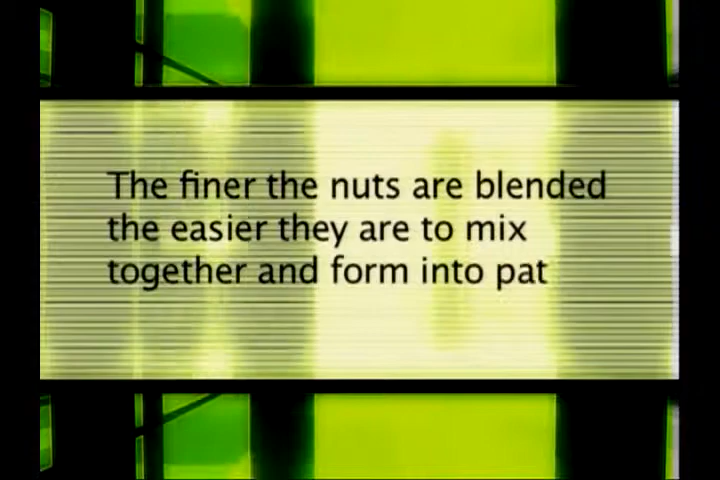 The finer the nuts are blended
the easier they are to mix
together and form into pat